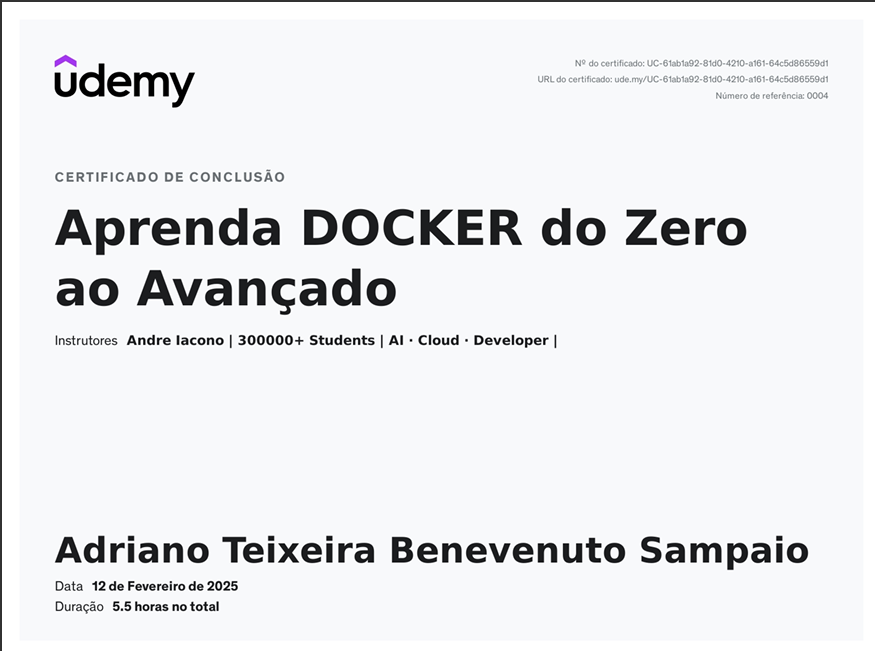 udemy
Nº do certificado: UC-61ab1a92-81d0-4210-a161-64c5d86559d1
URL do certificado: ude.my/UC-61ab1a92-81d0-4210-a161-64c5d86559d1
Número de referência: 0004
CERTIFICADO DE CONCLUSÃO
Aprenda DOCKER do Zero
ao Avançado
Instrutores Andre Iacono | 300000+ Students | AI · Cloud · Developer |
Adriano Teixeira Benevenuto Sampaio
Data 12 de Fevereiro de 2025
Duração 5.5 horas no total